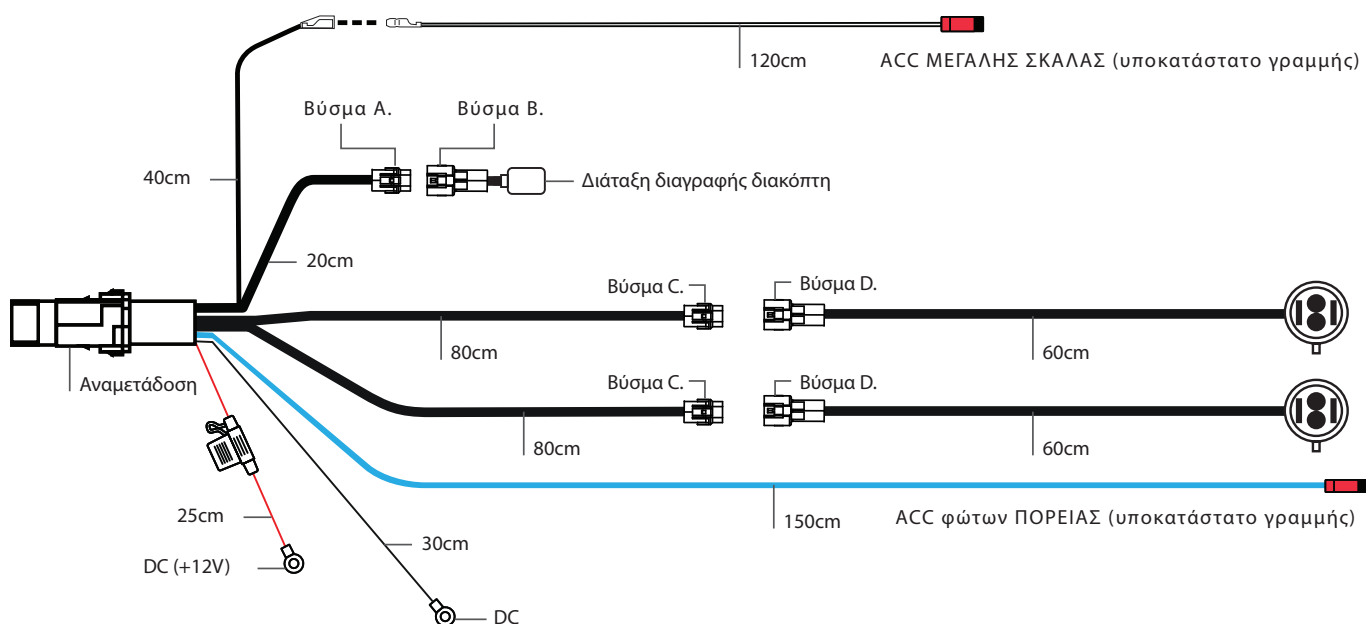 120cm
ACC ΜΕΓΑΛΗΣ ΣΚΑΛΑΣ (υποκατάστατο γραμμής)
Βύσμα A.
Βύσμα B.
40cm
Διάταξη διαγραφής διακόπτη
20cm
Βύσμα C.
Βύσμα D.
80cm
60cm
Αναμετάδοση
Βύσμα C.
Βύσμα D.
80cm
60cm
25cm
150cm
ACC φώτων ΠΟΡΕΙΑΣ (υποκατάστατο γραμμής)
30cm
DC (+12V)
DC